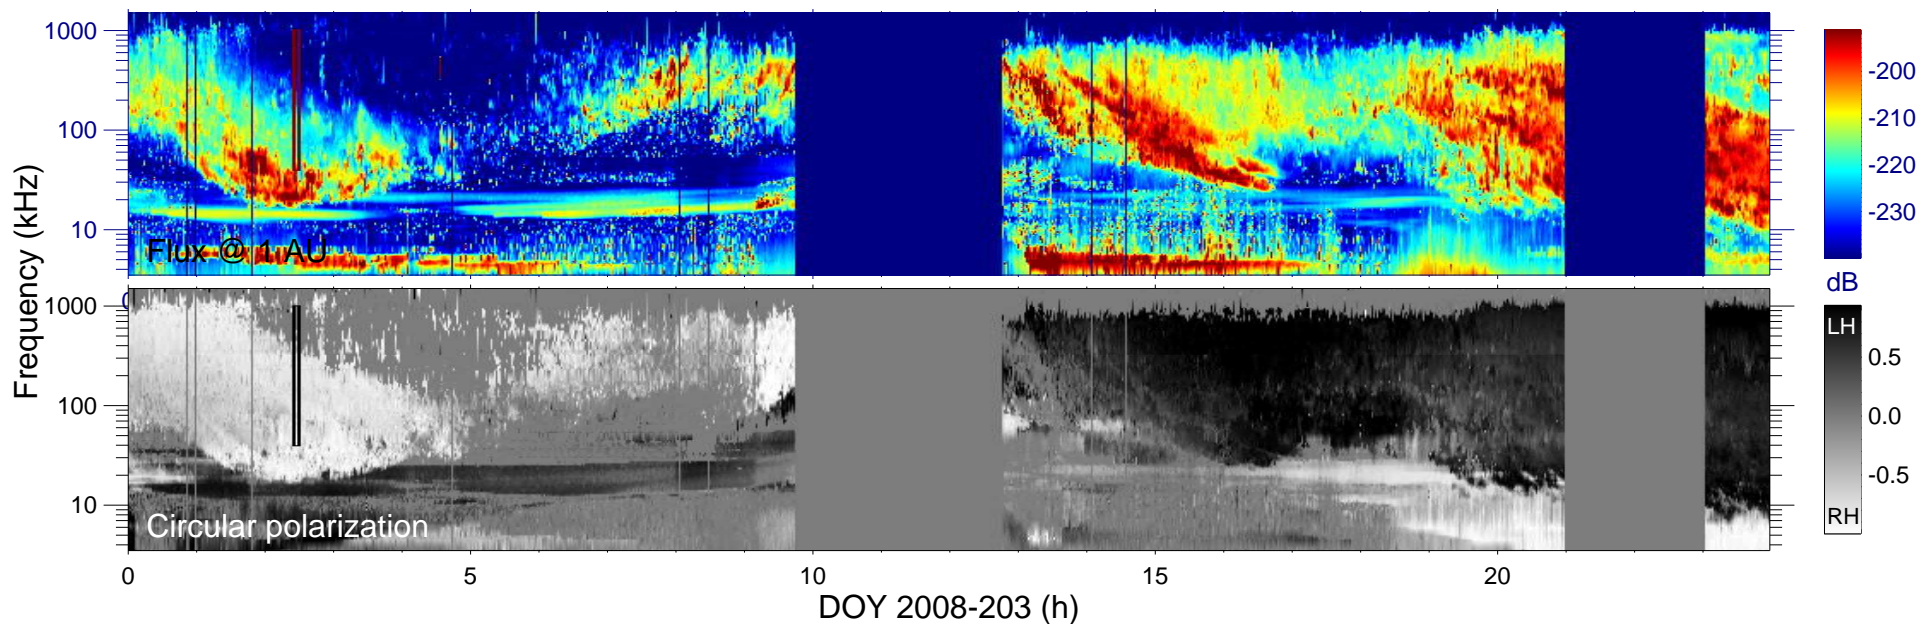 1000
100
10
Frequency (kHz)
Flux @ 1 AU
-200
-210
-220
-230
dB
0
1000
100
10
Circular polarization
LH
0.5
0.0
-0.5
RH
0
5
10
15
20
DOY 2008-203 (h)